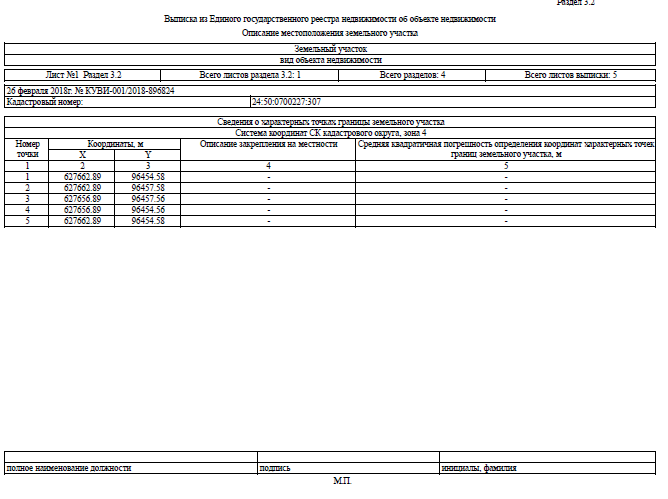 Раздел 3.2
Выписка из Единого государственного реестра недвижимости об объекте недвижимости
Описание местоположения земельного участка
Земельный участок
вид объекта недвижимости
Лист №1 Раздел 3.2 Всего листов раздела 3.2: 1 Всего разделов: 4 Всего листов выписки: 5
26 февраля 2018г. № КУВИ-001/2018-896824
Кадастровый номер: 24:50:0700227:307
Сведения о характерных точках границы земельного участка
Система координат СК кадастрового округа, зона 4
Номер Координаты, м Описание закрепления на местности Средняя квадратичная погрешность определения координат характерных точек
точки X Y границ земельного участка, м
1 2 3 4 5
1 627662.89 96454.58 - -
2 627662.89 96457.58 - -
3 627656.89 96457.56 - -
4 627656.89 96454.56 - -
5 627662.89 96454.58 - -
полное наименование должности подпись инициалы, фамилия
М.П.